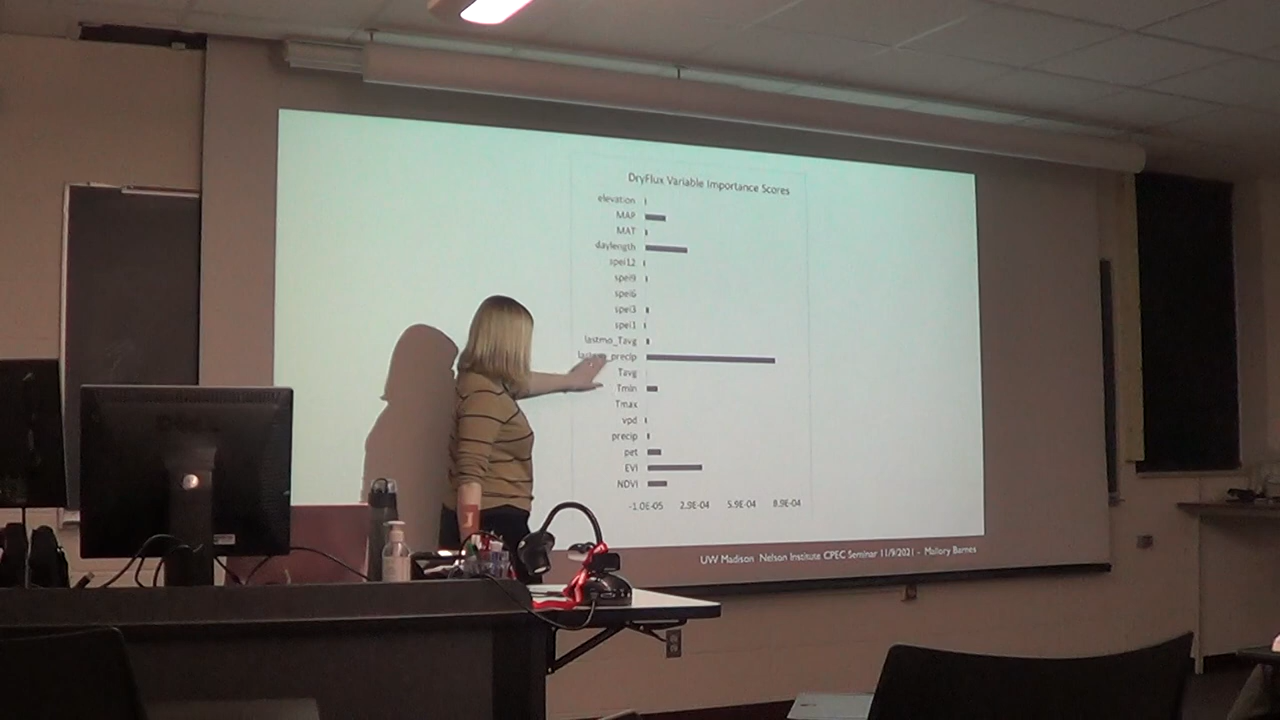 DryFlux Variable Importance Scores
elevation
MAP
MAT
daylength
spei12
spei9
spei6
spei3
spei1
lastmo_Tavg
lastmo_precip
Tavg
Tmin
Tmax
vpd
precip
pet
EVI
NDVI
-1.0E-05 2.9E-04 5.9E-04 8.9E-04
UW Madison Nelson Institute CPEC Seminar 11/9/2021 - Mallory Barnes
DELL